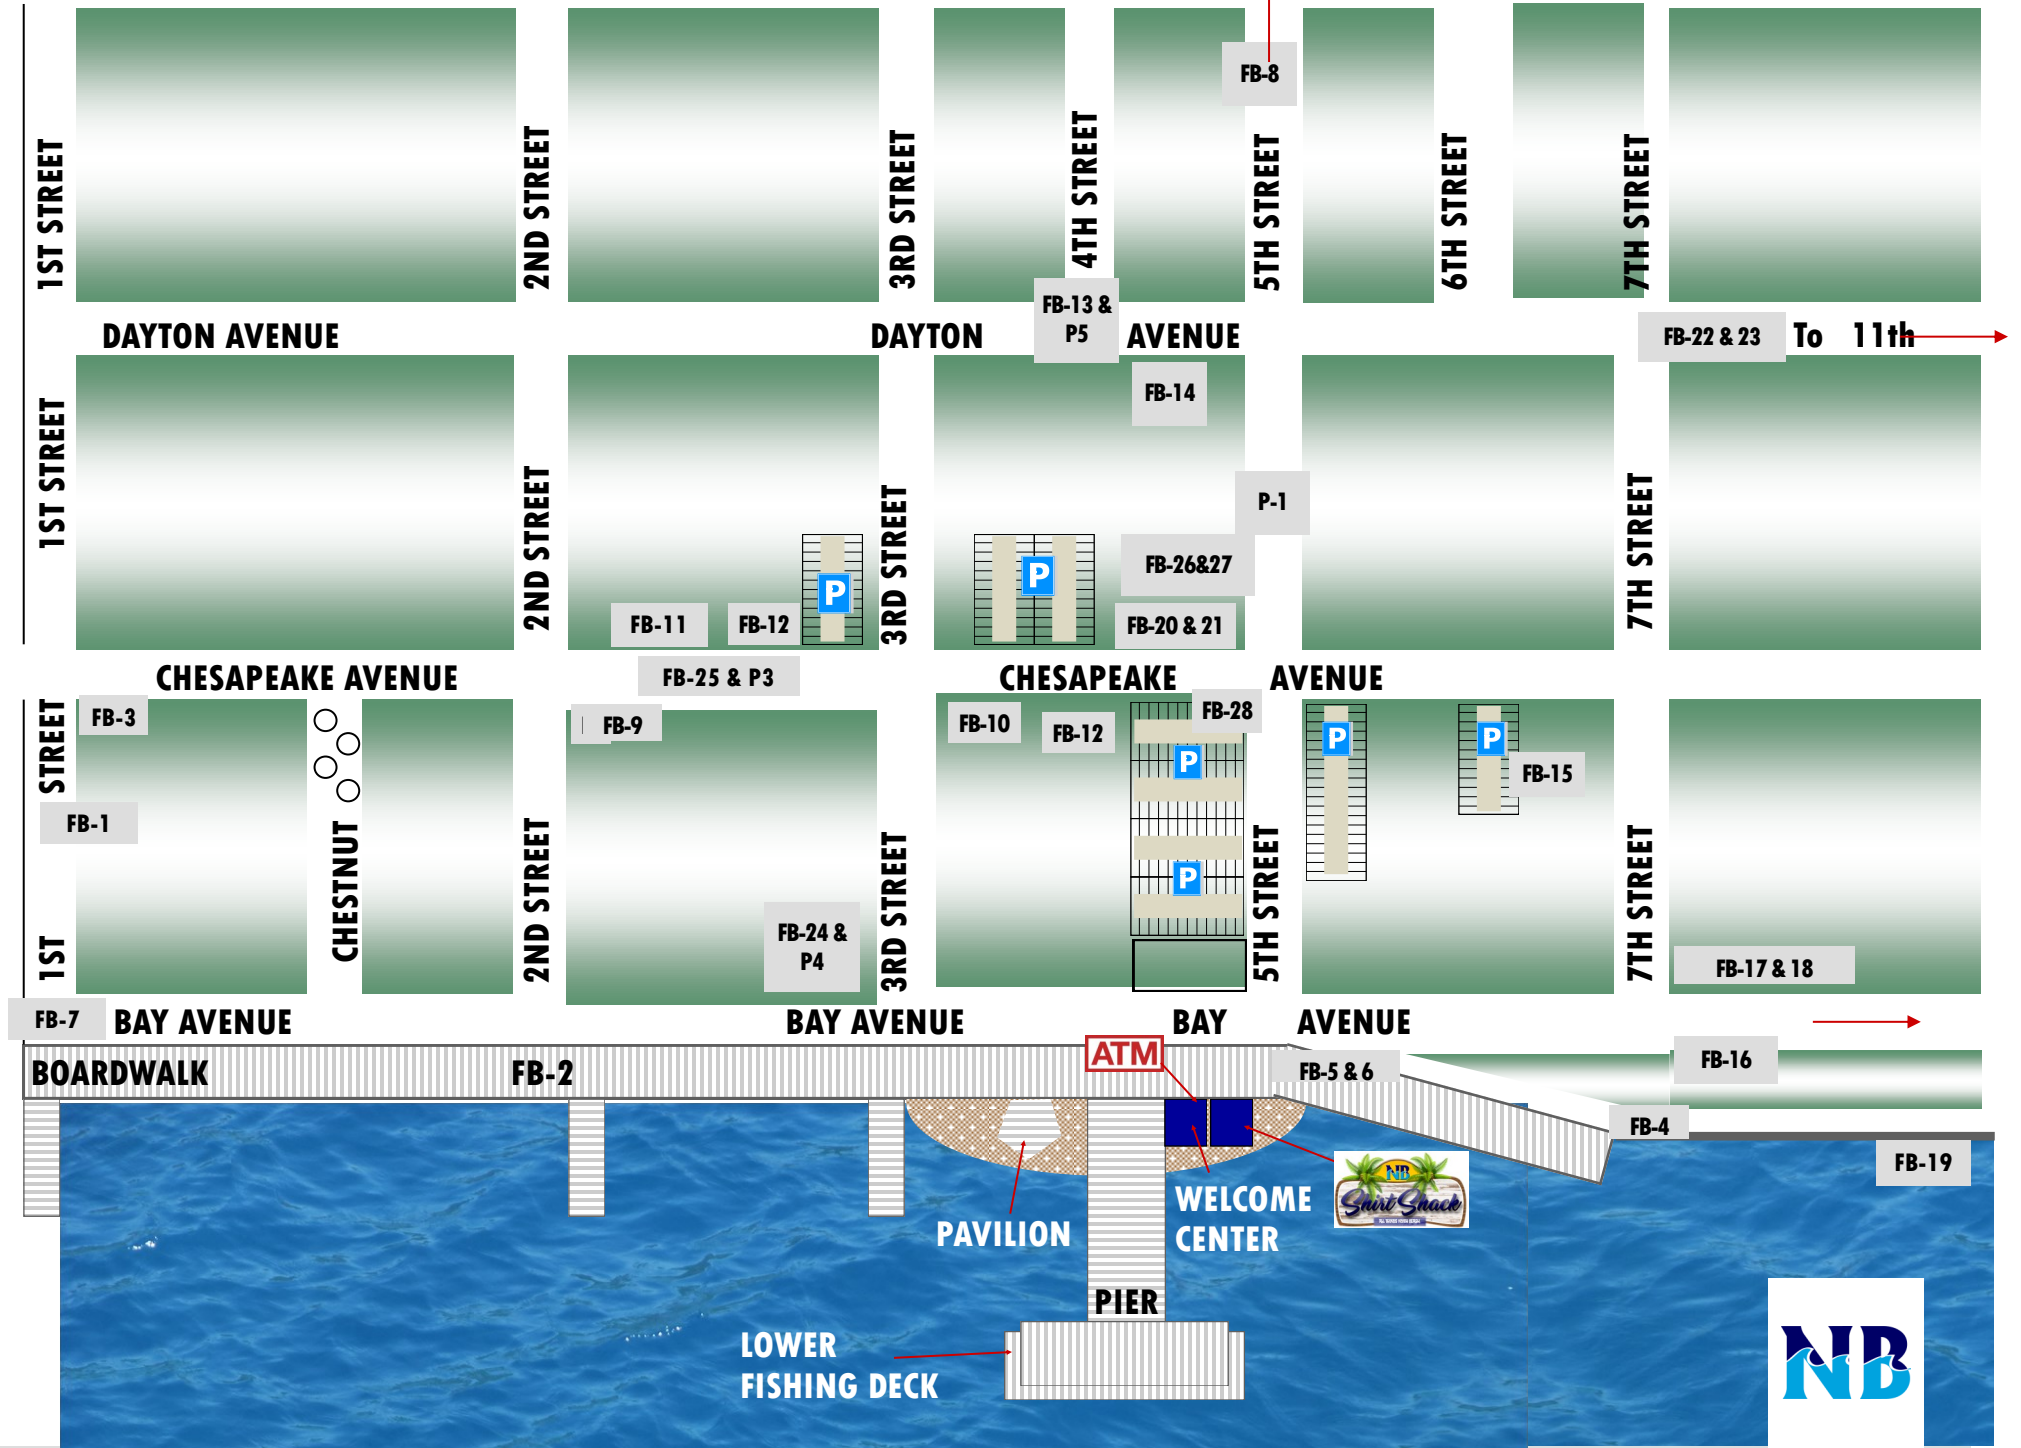 FB-8
1ST STREET
2ND STREET
3RD STREET
4TH STREET
5TH STREET
6TH STREET
7TH STREET
DAYTON AVENUE
DAYTON
FB-13 &
P5
AVENUE
FB-22 & 23
To 11th
FB-14
1ST STREET
2ND STREET
3RD STREET
P-1
7TH STREET
P
P
FB-26&27
FB-11
FB-12
FB-20 & 21
CHESAPEAKE AVENUE
FB-25 & P3
CHESAPEAKE
AVENUE
FB-3
FB-9
FB-10
FB-12
FB-28
P
P
P
P
FB-15
1ST STREET
FB-1
CHESTNUT
2ND STREET
3RD STREET
5TH STREET
7TH STREET
FB-24 &
P4
FB-17 & 18
FB-7
BAY AVENUE
BAY AVENUE
BAY
AVENUE
BOARDWALK
FB-2
ATM
FB-5 & 6
FB-16
FB-4
FB-19
PAVILION
WELCOME
CENTER
NB
Shirt Shack
PIER
LOWER
FISHING DECK
NB